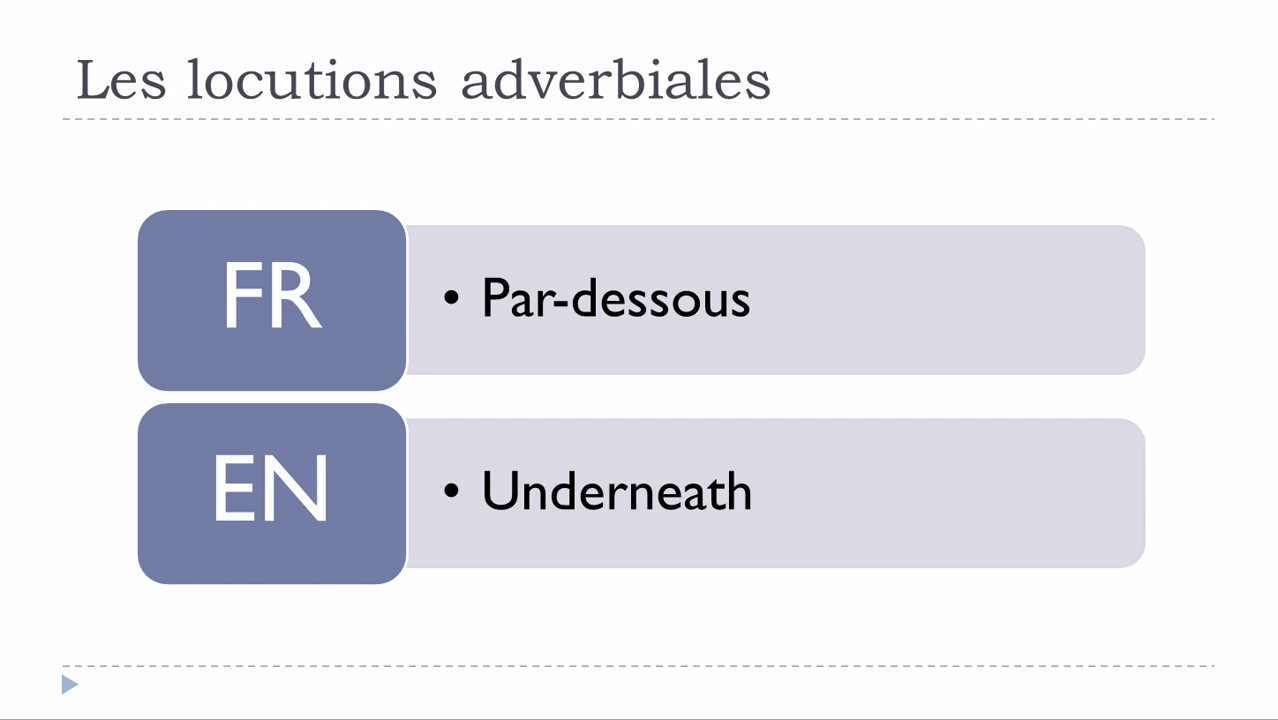 Les locutions adverbiales
FR
• Par-dessous
EN
• Underneath